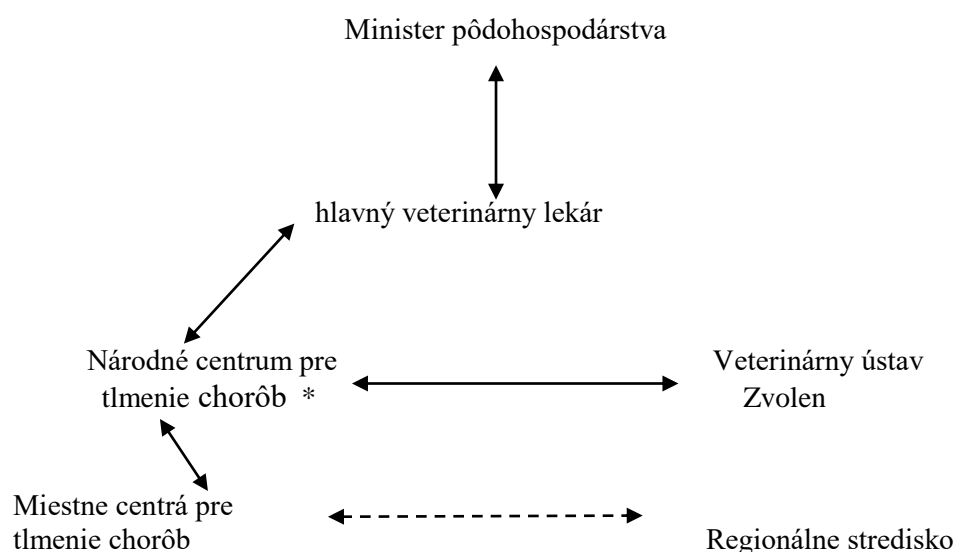 Minister pôdohospodárstva
hlavný veterinárny lekár
Národné centrum pre
tlmenie chorôb *
Veterinárny ústav
Zvolen
Miestne centrá pre
tlmenie chorôb
Regionálne stredisko